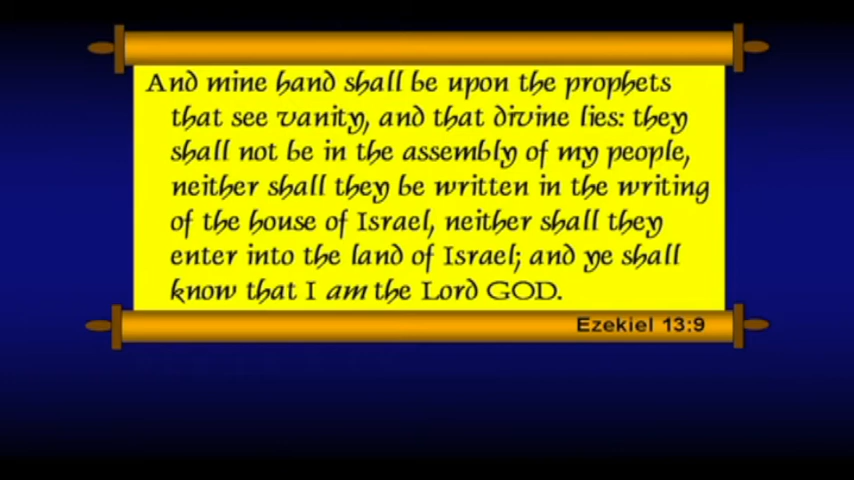 And mine hand shall be upon the prophets
that see vanity, and that divine lies: they
shall not be in the assembly of my people,
neither shall they be written in the writing
of the house of Israel, neither shall they
enter into the land of Israel; and ye shall
know that I am the Lord GOD.
Ezekiel 13:9